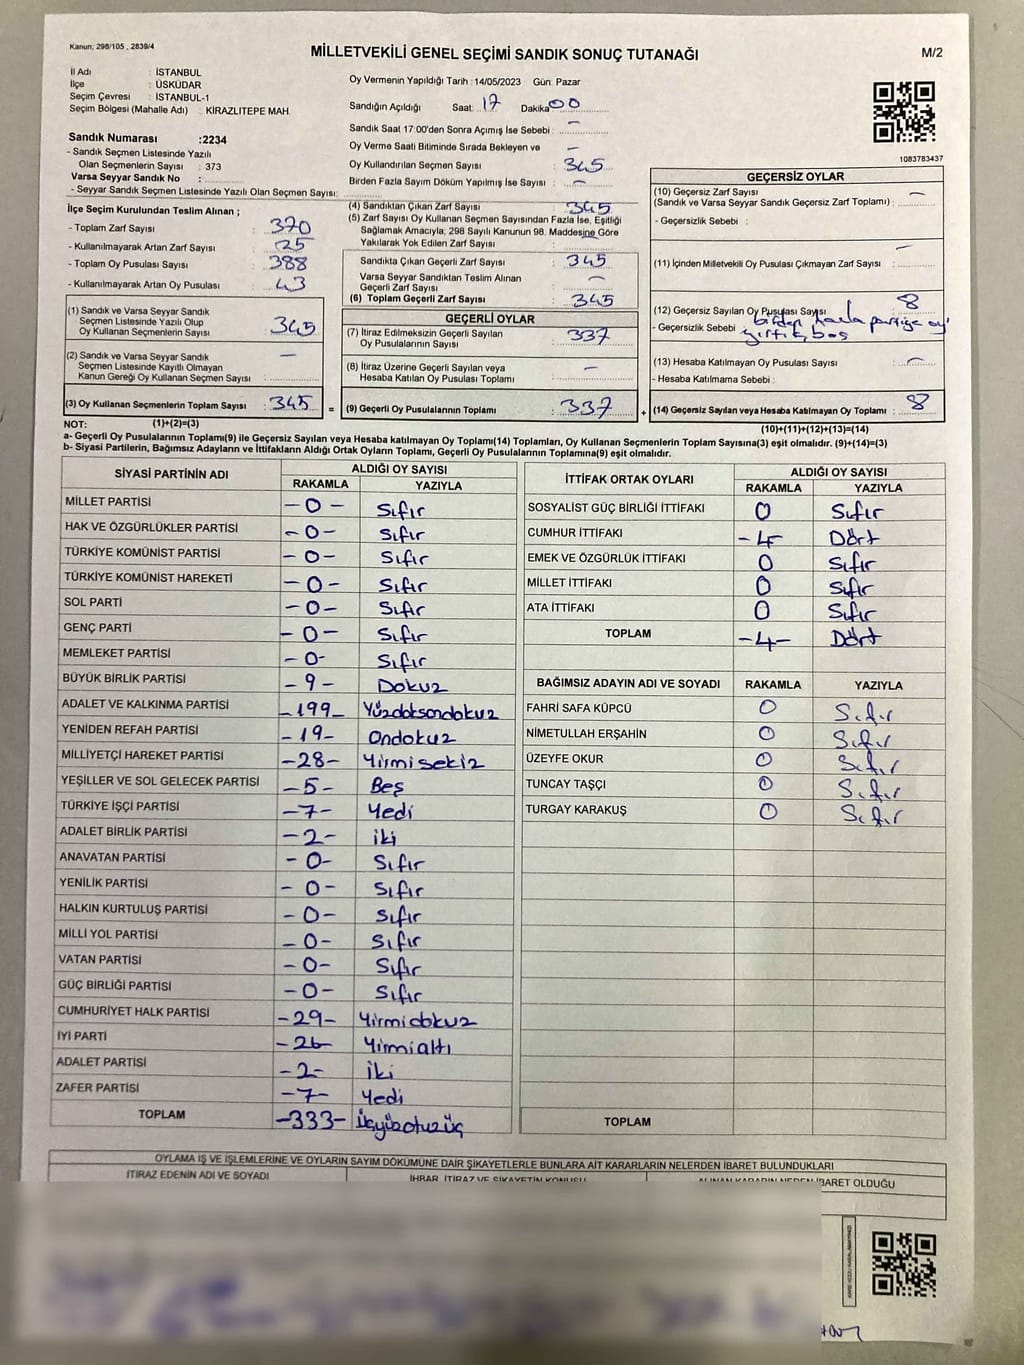 Kanun; 298/105 , 2839/4
MİLLETVEKİLİ GENEL SEÇİMİ SANDIK SONUÇ TUTANAĞI
M/2
İl Adı : İSTANBUL
İlçe : ÜSKÜDAR
Seçim Çevresi : İSTANBUL-1
Seçim Bölgesi (Mahalle Adı) : KİRAZLITEPE MAH.
Sandık Numarası :2234
- Sandık Seçmen Listesinde Yazılı
Olan Seçmenlerin Sayısı : 373
Varsa Seyyar Sandık No :
- Seyyar Sandık Seçmen Listesinde Yazılı Olan Seçmen Sayısı:
Oy Vermenin Yapıldığı Tarih : 14/05/2023 Gün: Pazar
Sandığın Açıldığı Saat: 17 Dakika 00
Sandık Saat 17:00'den Sonra Açımış İse Sebebi : -
Oy Verme Saati Bitiminde Sırada Bekleyen ve -
Oy Kullandırılan Seçmen Sayısı : 345
Birden Fazla Sayım Döküm Yapılmış İse Sayısı : -
1083783437
İlçe Seçim Kurulundan Teslim Alınan ;
- Toplam Zarf Sayısı : 370
- Kullanılmayarak Artan Zarf Sayısı : 25
- Toplam Oy Pusulası Sayısı : 388
- Kullanılmayarak Artan Oy Pusulası : 43
(1) Sandık ve Varsa Seyyar Sandık
Seçmen Listesinde Yazılı Olup
Oy Kullanan Seçmenlerin Sayısı : 345
(2) Sandık ve Varsa Seyyar Sandık -
Seçmen Listesinde Kayıtlı Olmayan
Kanun Gereği Oy Kullanan Seçmen Sayısı :
(3) Oy Kullanan Seçmenlerin Toplam Sayısı : 345 =
(4) Sandıktan Çıkan Zarf Sayısı : 345
(5) Zarf Sayısı Oy Kullanan Seçmen Sayısından Fazla İse, Eşitliği
Sağlamak Amacıyla; 298 Sayılı Kanunun 98. Maddesine Göre
Yakılarak Yok Edilen Zarf Sayısı : -
Sandıkta Çıkan Geçerli Zarf Sayısı : 345
Varsa Seyyar Sandıktan Teslim Alınan -
Geçerli Zarf Sayısı :
(6) Toplam Geçerli Zarf Sayısı : 345
GEÇERLİ OYLAR
(7) İtiraz Edilmeksizin Geçerli Sayılan
Oy Pusulalarının Sayısı : 337
(8) İtiraz Üzerine Geçerli Sayılan veya
Hesaba Katılan Oy Pusulası Toplamı : -
(9) Geçerli Oy Pusulalarının Toplamı : 337 +
GEÇERSİZ OYLAR
(10) Geçersiz Zarf Sayısı -
(Sandık ve Varsa Seyyar Sandık Geçersiz Zarf Toplamı) :
- Geçersizlik Sebebi :
(11) İçinden Milletvekili Oy Pusulası Çıkmayan Zarf Sayısı : -
(12) Geçersiz Sayılan Oy Pusulası Sayısı : 8
- Geçersizlik Sebebi : birden fazla partiye oy
yırtık, boş
(13) Hesaba Katılmayan Oy Pusulası Sayısı : -
- Hesaba Katılmama Sebebi :
(14) Geçersiz Sayılan veya Hesaba Katılmayan Oy Toplamı : 8
NOT: (1)+(2)=(3) (10)+(11)+(12)+(13)=(14)
a- Geçerli Oy Pusulalarının Toplamı(9) ile Geçersiz Sayılan veya Hesaba katılmayan Oy Toplamı(14) Toplamları, Oy Kullanan Seçmenlerin Toplam Sayısına(3) eşit olmalıdır. (9)+(14)=(3)
b- Siyasi Partilerin, Bağımsız Adayların ve İttifakların Aldığı Ortak Oyların Toplamı, Geçerli Oy Pusulalarının Toplamına(9) eşit olmalıdır.
SİYASİ PARTİNİN ADI ALDIĞI OY SAYISI
RAKAMLA YAZIYLA
MİLLET PARTİSİ -0- Sıfır
HAK VE ÖZGÜRLÜKLER PARTİSİ -0- Sıfır
TÜRKİYE KOMÜNİST PARTİSİ -0- Sıfır
TÜRKİYE KOMÜNİST HAREKETİ -0- Sıfır
SOL PARTİ -0- Sıfır
GENÇ PARTİ -0- Sıfır
MEMLEKET PARTİSİ -0- Sıfır
BÜYÜK BİRLİK PARTİSİ -9- Dokuz
ADALET VE KALKINMA PARTİSİ -199- Yüzdoksandokuz
YENİDEN REFAH PARTİSİ -19- Ondokuz
MİLLİYETÇİ HAREKET PARTİSİ -28- Yirmisekiz
YEŞİLLER VE SOL GELECEK PARTİSİ -5- Beş
TÜRKİYE İŞÇİ PARTİSİ -7- Yedi
ADALET BİRLİK PARTİSİ -2- iki
ANAVATAN PARTİSİ -0- Sıfır
YENİLİK PARTİSİ -0- Sıfır
HALKIN KURTULUŞ PARTİSİ -0- Sıfır
MİLLİ YOL PARTİSİ -0- Sıfır
VATAN PARTİSİ -0- Sıfır
GÜÇ BİRLİĞİ PARTİSİ -0- Sıfır
CUMHURİYET HALK PARTİSİ -29- Yirmidokuz
İYİ PARTİ -26- Yirmialtı
ADALET PARTİSİ -2- İki
ZAFER PARTİSİ -7- Yedi
TOPLAM -333- Üçyüzotuzüç
İTTİFAK ORTAK OYLARI ALDIĞI OY SAYISI
RAKAMLA YAZIYLA
SOSYALİST GÜÇ BİRLİĞİ İTTİFAKI 0 Sıfır
CUMHUR İTTİFAKI -4- Dört
EMEK VE ÖZGÜRLÜK İTTİFAKI 0 Sıfır
MİLLET İTTİFAKI 0 Sıfır
ATA İTTİFAKI 0 Sıfır
TOPLAM -4- Dört
BAĞIMSIZ ADAYIN ADI VE SOYADI RAKAMLA YAZIYLA
FAHRİ SAFA KÜPCÜ 0 Sıfır
NİMETULLAH ERŞAHİN 0 Sıfır
ÜZEYFE OKUR 0 Sıfır
TUNCAY TAŞÇI 0 Sıfır
TURGAY KARAKUŞ 0 Sıfır
TOPLAM
OYLAMA İŞ VE İŞLEMLERİNE VE OYLARIN SAYIM DÖKÜMÜNE DAİR ŞİKAYETLERLE BUNLARA AİT KARARLARIN NELERDEN İBARET BULUNDUKLARI
İTİRAZ EDENİN ADI VE SOYADI İHBAR, İTİRAZ VE ŞİKAYETİN KONUSU ALINAN KARARIN NEDEN İBARET OLDUĞU